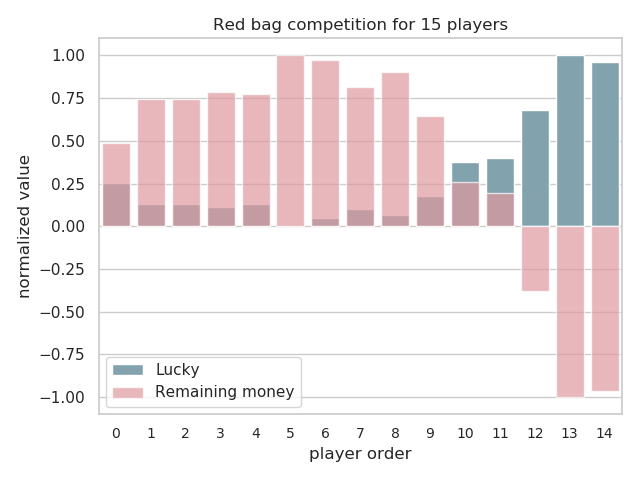 Red bag competition for 15 players
normalized value
1.00
0.75
0.50
0.25
0.00
−0.25
−0.50
−0.75
−1.00
Lucky
Remaining money
0 1 2 3 4 5 6 7 8 9 10 11 12 13 14
player order